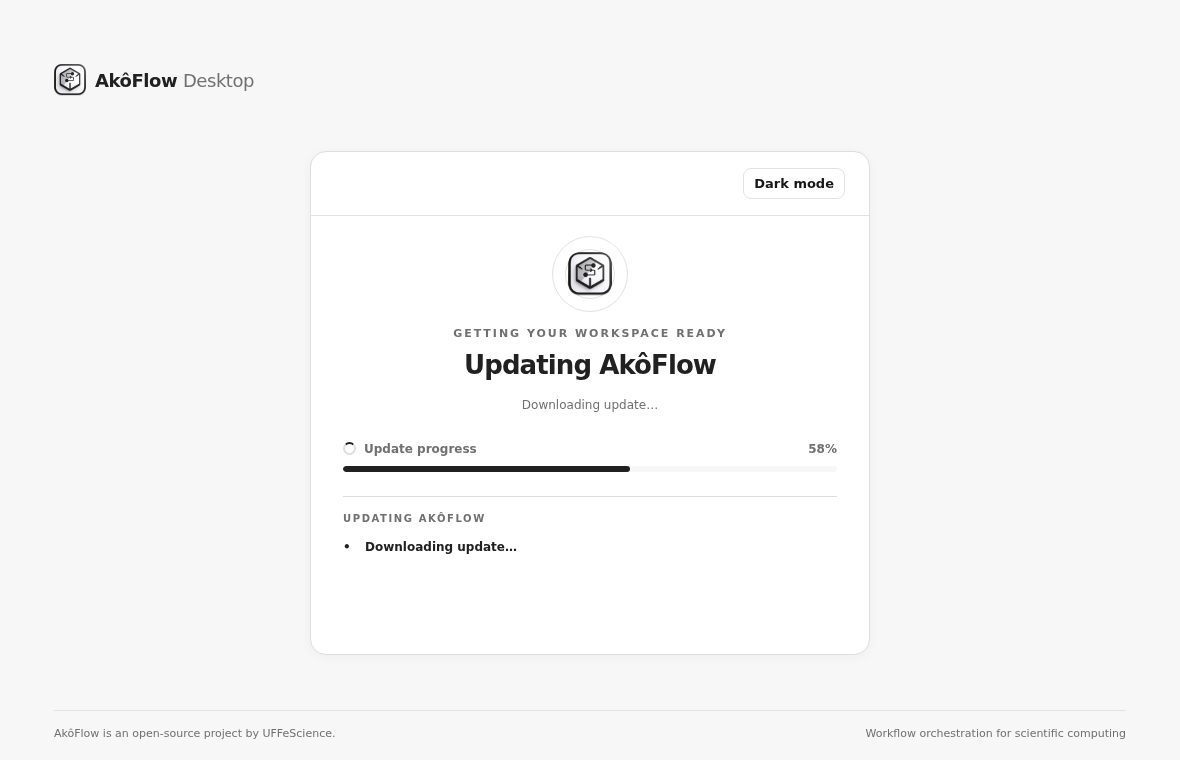 AkôFlow Desktop
Dark mode
GETTING YOUR WORKSPACE READY
Updating AkôFlow
Downloading update…
Update progress
58%
UPDATING AKÔFLOW
• Downloading update…
AkôFlow is an open-source project by UFFeScience.
Workflow orchestration for scientific computing